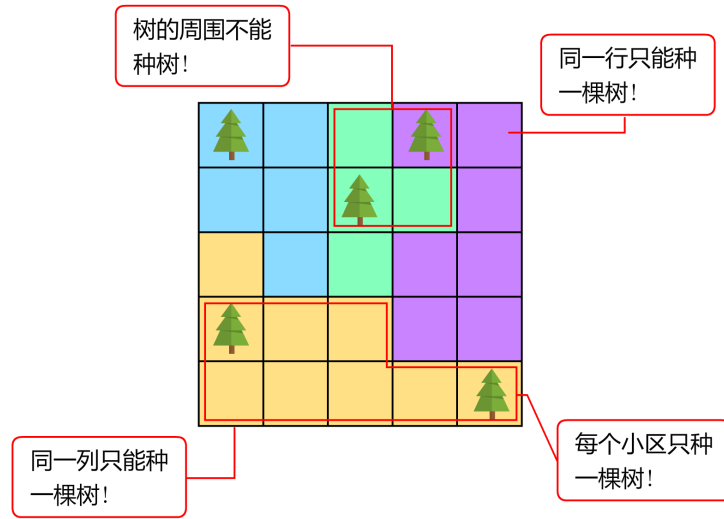 树的周围不能
种树！
同一行只能种
一棵树！
同一列只能种
一棵树！
每个小区只种
一棵树！